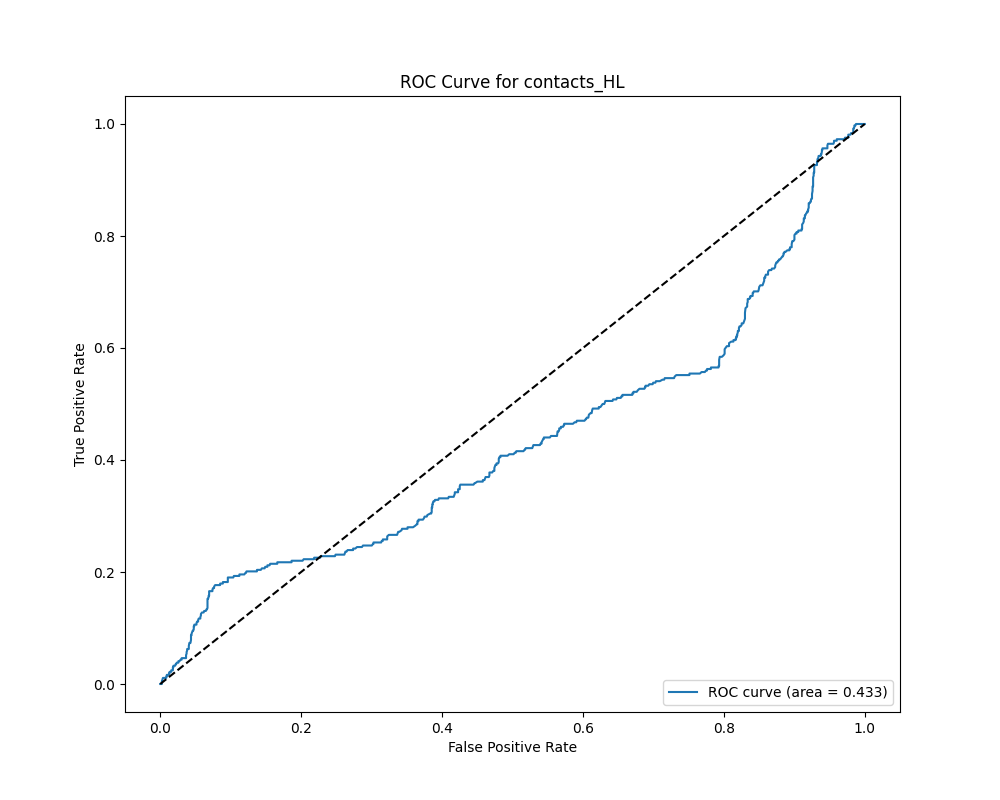 ROC Curve for contacts_HL
True Positive Rate
1.0
0.8
0.6
0.4
0.2
0.0
0.0 0.2 0.4 0.6 0.8 1.0
False Positive Rate
ROC curve (area = 0.433)